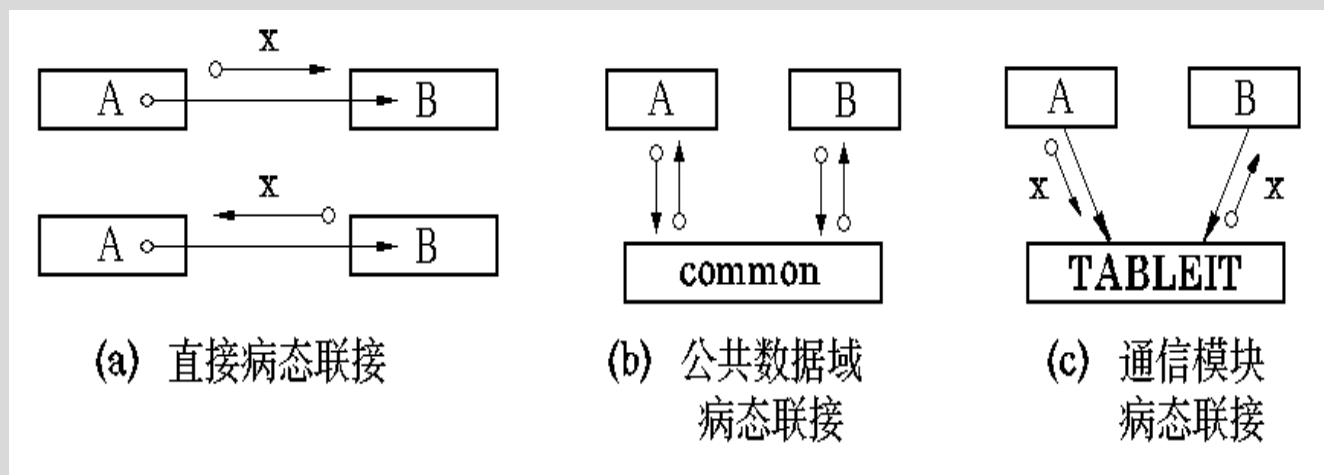 x
A B
x
A B
(a) 直接病态联接
A B
common
(b) 公共数据域
病态联接
A B
x x
TABLEIT
(c) 通信模块
病态联接